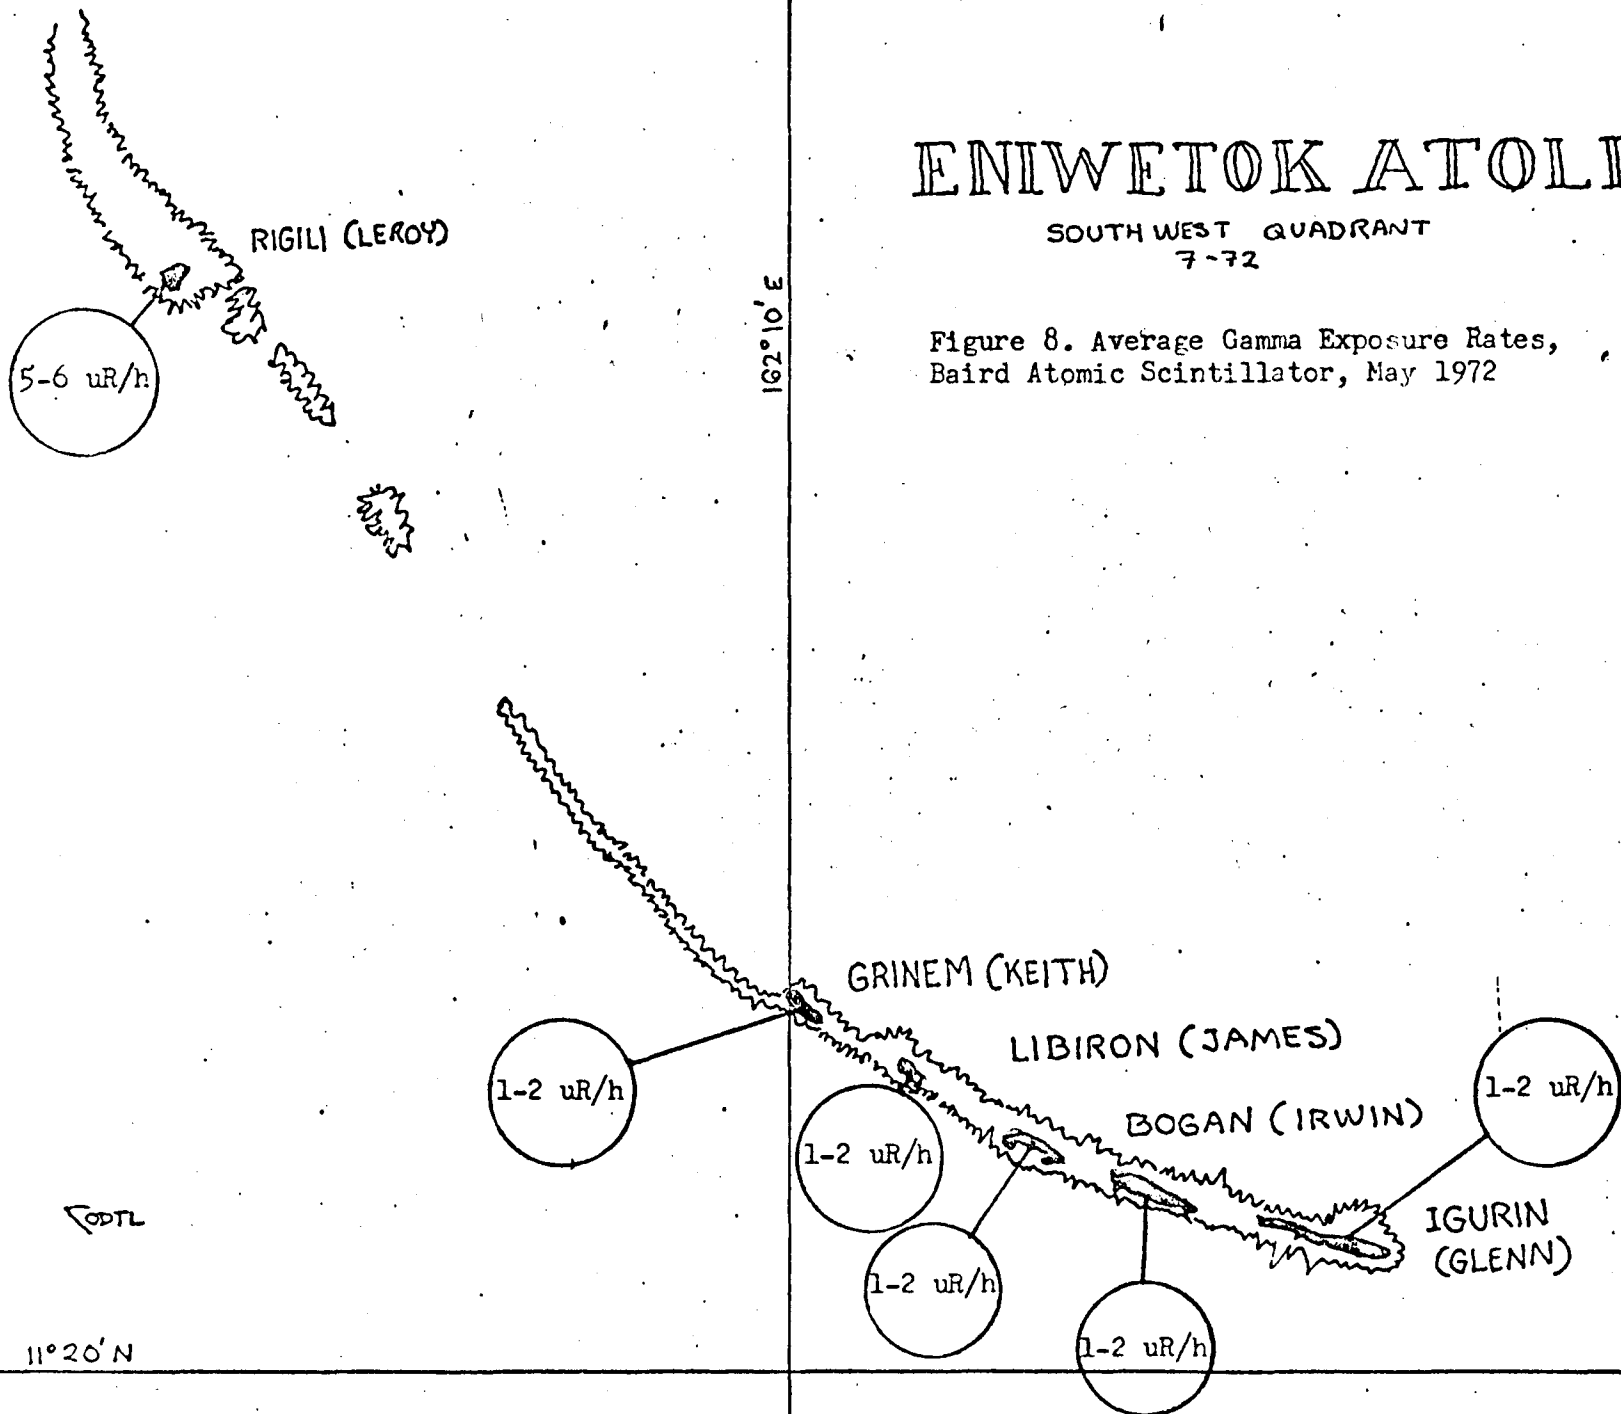 ENIWETOK ATOLL
SOUTH WEST QUADRANT
7-72
Figure 8. Average Gamma Exposure Rates,
Baird Atomic Scintillator, May 1972
RIGILI (LEROY)
5-6 uR/h
162°10' E
GRINEM (KEITH)
1-2 uR/h
LIBIRON (JAMES)
1-2 uR/h
BOGAN (IRWIN)
1-2 uR/h
1-2 uR/h
1-2 uR/h
IGURIN
(GLENN)
11°20' N